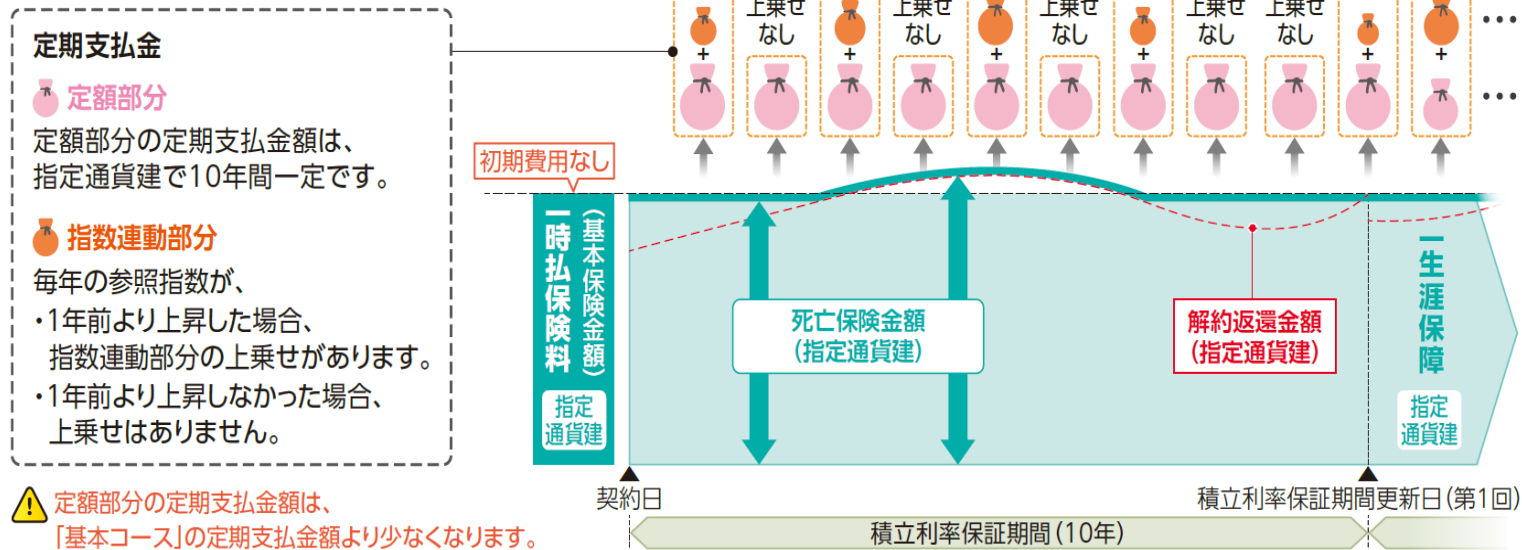 定期支払金
定額部分
定額部分の定期支払金額は、
指定通貨建で10年間一定です。
指数連動部分
毎年の参照指数が、
・1年前より上昇した場合、
指数連動部分の上乗せがあります。
・1年前より上昇しなかった場合、
上乗せはありません。
定額部分の定期支払金額は、
「基本コース」の定期支払金額より少なくなります。
上乗せ
なし
上乗せ
なし
上乗せ
なし
上乗せ
なし
上乗せ
なし
+
+
+
+
+
+
…
…
初期費用なし
一時払保険料
(基本保険金額)
指定
通貨建
死亡保険金額
(指定通貨建)
解約返還金額
(指定通貨建)
一生涯保障
指定
通貨建
契約日
積立利率保証期間更新日(第1回)
積立利率保証期間(10年)